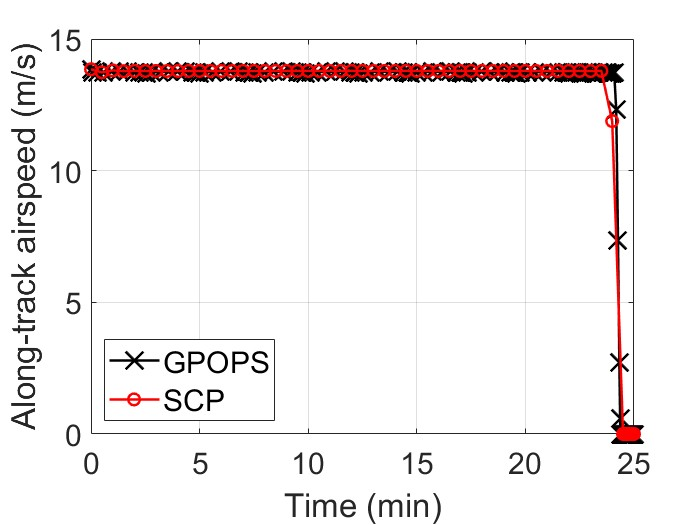 Along-track airspeed (m/s)
15
10
5
0
GPOPS
SCP
0 5 10 15 20 25
Time (min)